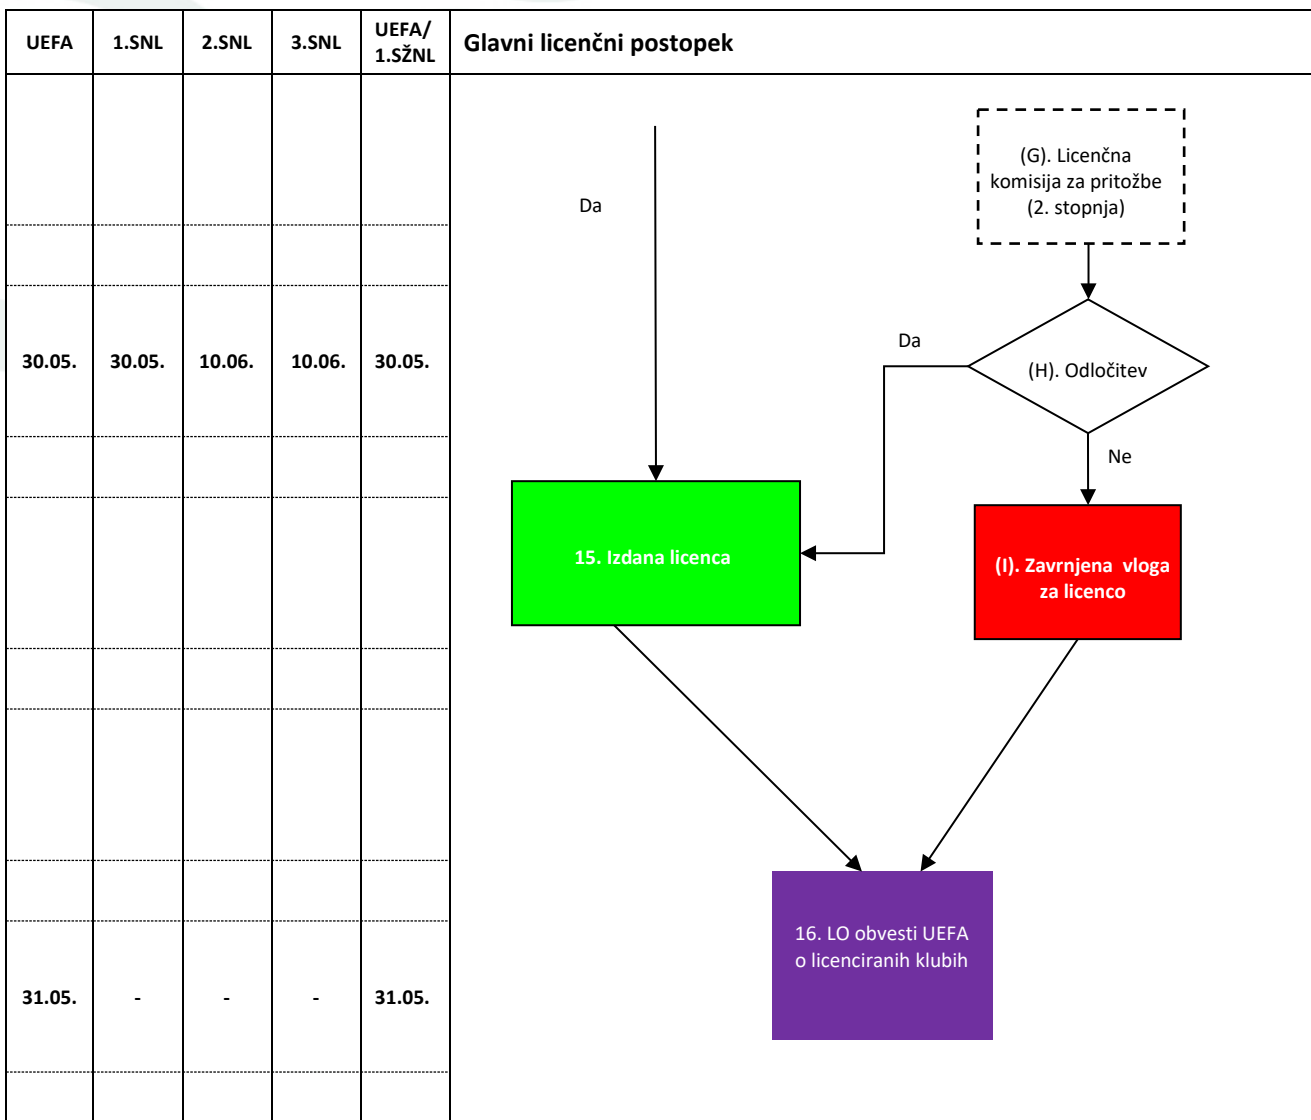 UEFA
1.SNL
2.SNL
3.SNL
UEFA/
1.SŽNL
Glavni licenčni postopek
(G). Licenčna
komisija za pritožbe
(2. stopnja)
Da
30.05.
30.05.
10.06.
10.06.
30.05.
Da
(H). Odločitev
Ne
15. Izdana licenca
(I). Zavrnjena vloga
za licenco
16. LO obvesti UEFA
o licenciranih klubih
31.05.
-
-
-
31.05.